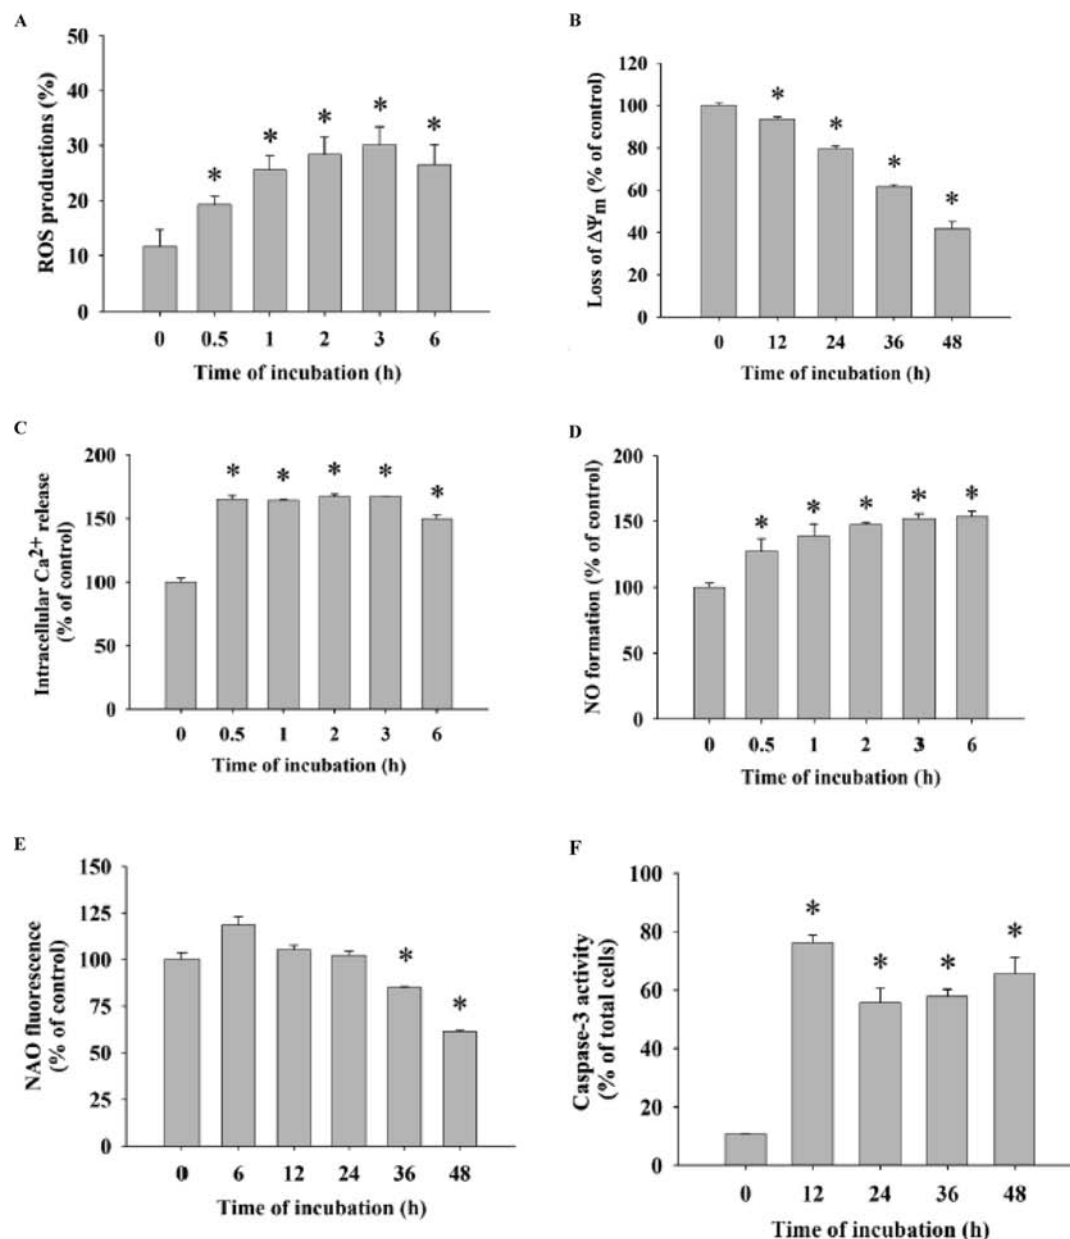 A
ROS productions (%)
50
40
30
20
10
0
* * * * *
0 0.5 1 2 3 6
Time of incubation (h)
B
Loss of ΔΨm (% of control)
120
100
80
60
40
20
0
* * * *
0 12 24 36 48
Time of incubation (h)
C
Intracellular Ca2+ release
(% of control)
200
150
100
50
0
* * * * *
0 0.5 1 2 3 6
Time of incubation (h)
D
NO formation (% of control)
200
150
100
50
0
* * * * *
0 0.5 1 2 3 6
Time of incubation (h)
E
NAO fluorescence
(% of control)
150
125
100
75
50
25
0
* *
0 6 12 24 36 48
Time of incubation (h)
F
Caspase-3 activity
(% of total cells)
100
80
60
40
20
0
* * * *
0 12 24 36 48
Time of incubation (h)